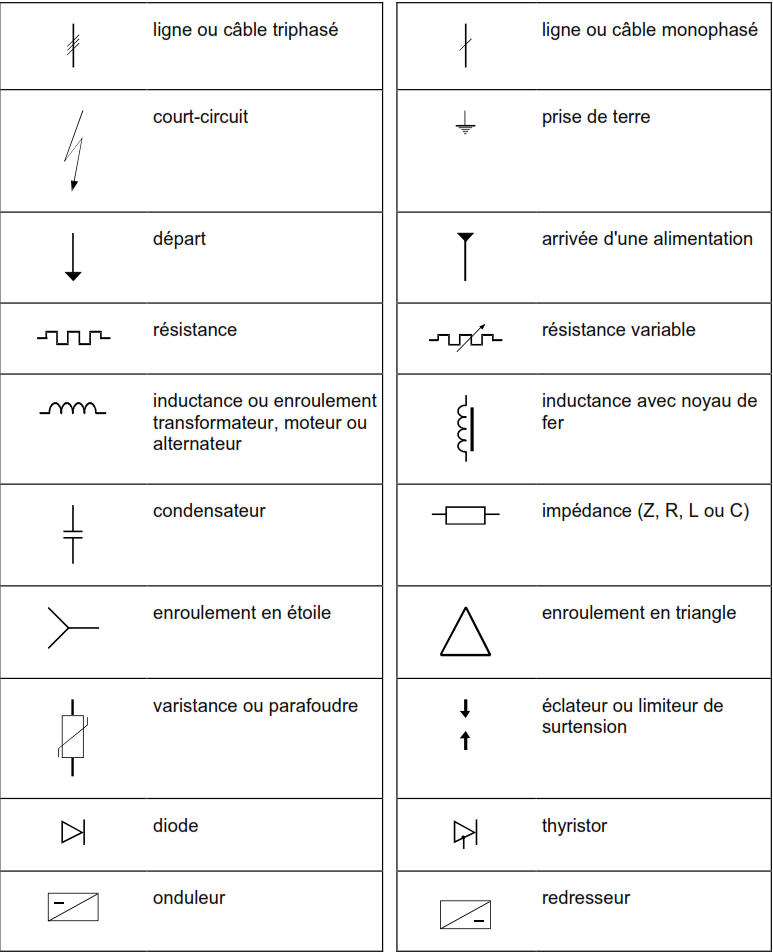 ligne ou câble triphasé
ligne ou câble monophasé
court-circuit
prise de terre
départ
arrivée d'une alimentation
résistance
résistance variable
inductance ou enroulement
transformateur, moteur ou
alternateur
inductance avec noyau de
fer
condensateur
impédance (Z, R, L ou C)
enroulement en étoile
enroulement en triangle
varistance ou parafoudre
éclateur ou limiteur de
surtension
diode
thyristor
onduleur
redresseur